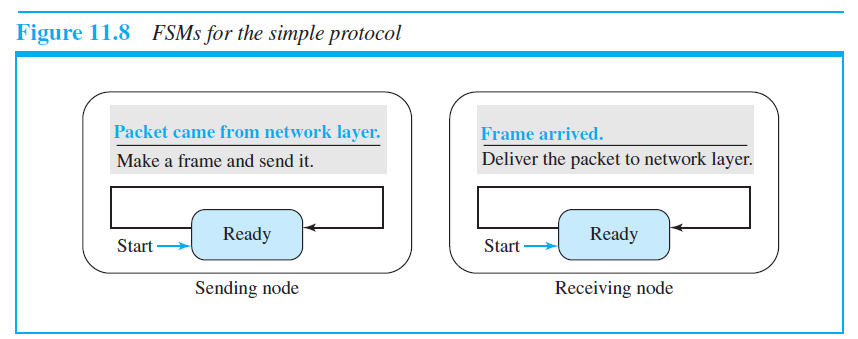 Figure 11.8 FSMs for the simple protocol
Packet came from network layer.
Make a frame and send it.
Start
Ready
Sending node
Frame arrived.
Deliver the packet to network layer.
Start
Ready
Receiving node